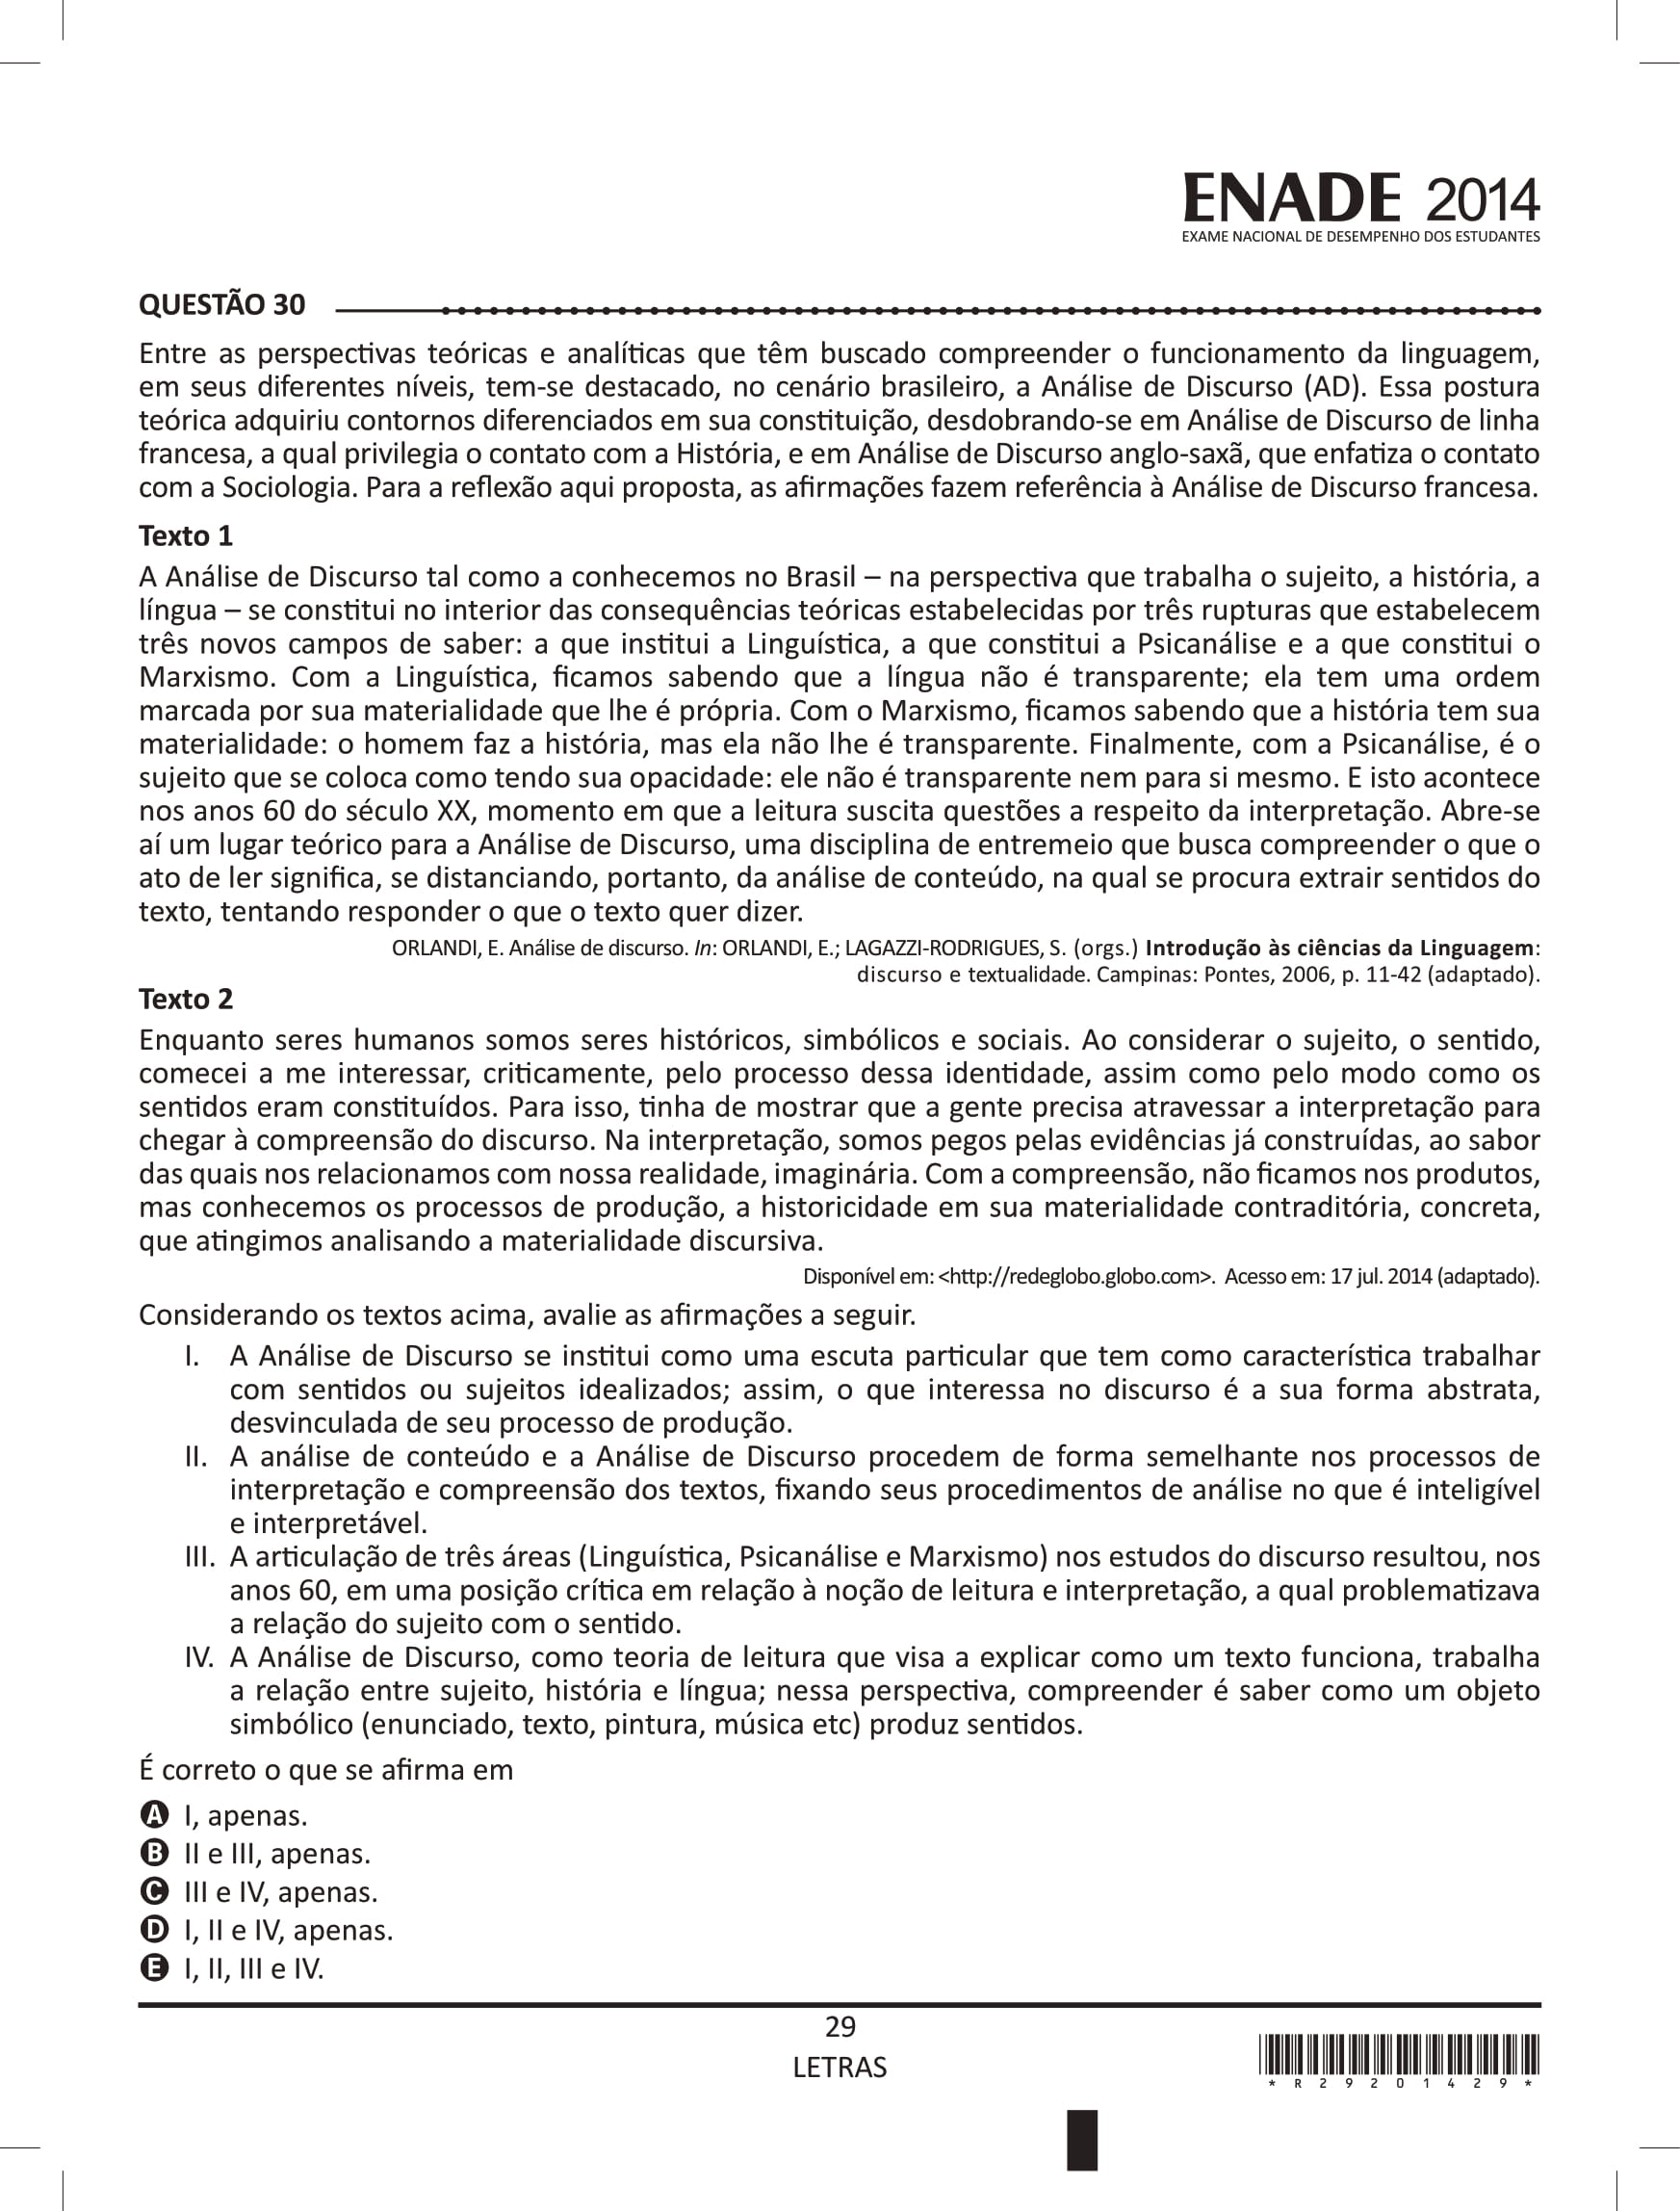 ENADE 2014
EXAME NACIONAL DE DESEMPENHO DOS ESTUDANTES
QUESTÃO 30
Entre as perspectivas teóricas e analíticas que têm buscado compreender o funcionamento da linguagem,
em seus diferentes níveis, tem-se destacado, no cenário brasileiro, a Análise de Discurso (AD). Essa postura
teórica adquiriu contornos diferenciados em sua constituição, desdobrando-se em Análise de Discurso de linha
francesa, a qual privilegia o contato com a História, e em Análise de Discurso anglo-saxã, que enfatiza o contato
com a Sociologia. Para a reflexão aqui proposta, as afirmações fazem referência à Análise de Discurso francesa.
Texto 1
A Análise de Discurso tal como a conhecemos no Brasil – na perspectiva que trabalha o sujeito, a história, a
língua – se constitui no interior das consequências teóricas estabelecidas por três rupturas que estabelecem
três novos campos de saber: a que institui a Linguística, a que constitui a Psicanálise e a que constitui o
Marxismo. Com a Linguística, ficamos sabendo que a língua não é transparente; ela tem uma ordem
marcada por sua materialidade que lhe é própria. Com o Marxismo, ficamos sabendo que a história tem sua
materialidade: o homem faz a história, mas ela não lhe é transparente. Finalmente, com a Psicanálise, é o
sujeito que se coloca como tendo sua opacidade: ele não é transparente nem para si mesmo. E isto acontece
nos anos 60 do século XX, momento em que a leitura suscita questões a respeito da interpretação. Abre-se
aí um lugar teórico para a Análise de Discurso, uma disciplina de entremeio que busca compreender o que o
ato de ler significa, se distanciando, portanto, da análise de conteúdo, na qual se procura extrair sentidos do
texto, tentando responder o que o texto quer dizer.
ORLANDI, E. Análise de discurso. In: ORLANDI, E.; LAGAZZI-RODRIGUES, S. (orgs.) Introdução às ciências da Linguagem:
discurso e textualidade. Campinas: Pontes, 2006, p. 11-42 (adaptado).
Texto 2
Enquanto seres humanos somos seres históricos, simbólicos e sociais. Ao considerar o sujeito, o sentido,
comecei a me interessar, criticamente, pelo processo dessa identidade, assim como pelo modo como os
sentidos eram constituídos. Para isso, tinha de mostrar que a gente precisa atravessar a interpretação para
chegar à compreensão do discurso. Na interpretação, somos pegos pelas evidências já construídas, ao sabor
das quais nos relacionamos com nossa realidade, imaginária. Com a compreensão, não ficamos nos produtos,
mas conhecemos os processos de produção, a historicidade em sua materialidade contraditória, concreta,
que atingimos analisando a materialidade discursiva.
Disponível em: <http://redeglobo.globo.com>. Acesso em: 17 jul. 2014 (adaptado).
Considerando os textos acima, avalie as afirmações a seguir.
I. A Análise de Discurso se institui como uma escuta particular que tem como característica trabalhar
com sentidos ou sujeitos idealizados; assim, o que interessa no discurso é a sua forma abstrata,
desvinculada de seu processo de produção.
II. A análise de conteúdo e a Análise de Discurso procedem de forma semelhante nos processos de
interpretação e compreensão dos textos, fixando seus procedimentos de análise no que é inteligível
e interpretável.
III. A articulação de três áreas (Linguística, Psicanálise e Marxismo) nos estudos do discurso resultou, nos
anos 60, em uma posição crítica em relação à noção de leitura e interpretação, a qual problematizava
a relação do sujeito com o sentido.
IV. A Análise de Discurso, como teoria de leitura que visa a explicar como um texto funciona, trabalha
a relação entre sujeito, história e língua; nessa perspectiva, compreender é saber como um objeto
simbólico (enunciado, texto, pintura, música etc) produz sentidos.
É correto o que se afirma em
A I, apenas.
B II e III, apenas.
C III e IV, apenas.
D I, II e IV, apenas.
E I, II, III e IV.
29
LETRAS
* R 2 9 2 0 1 4 2 9 *